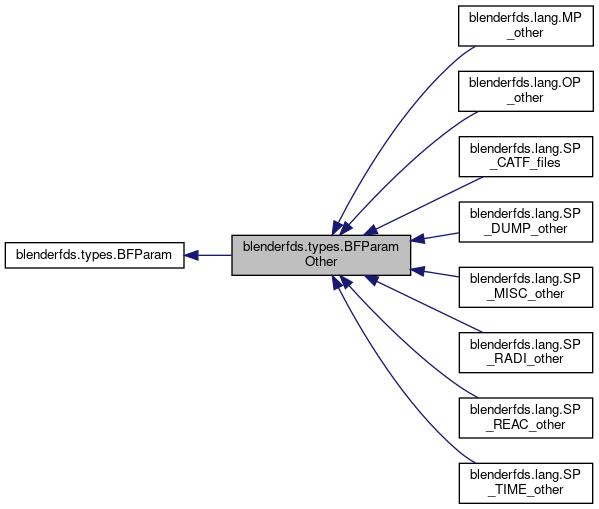 blenderfds.lang.MP
_other
blenderfds.lang.OP
_other
blenderfds.lang.SP
_CATF_files
blenderfds.lang.SP
_DUMP_other
blenderfds.types.BFParam
blenderfds.types.BFParam
Other
blenderfds.lang.SP
_MISC_other
blenderfds.lang.SP
_RADI_other
blenderfds.lang.SP
_REAC_other
blenderfds.lang.SP
_TIME_other